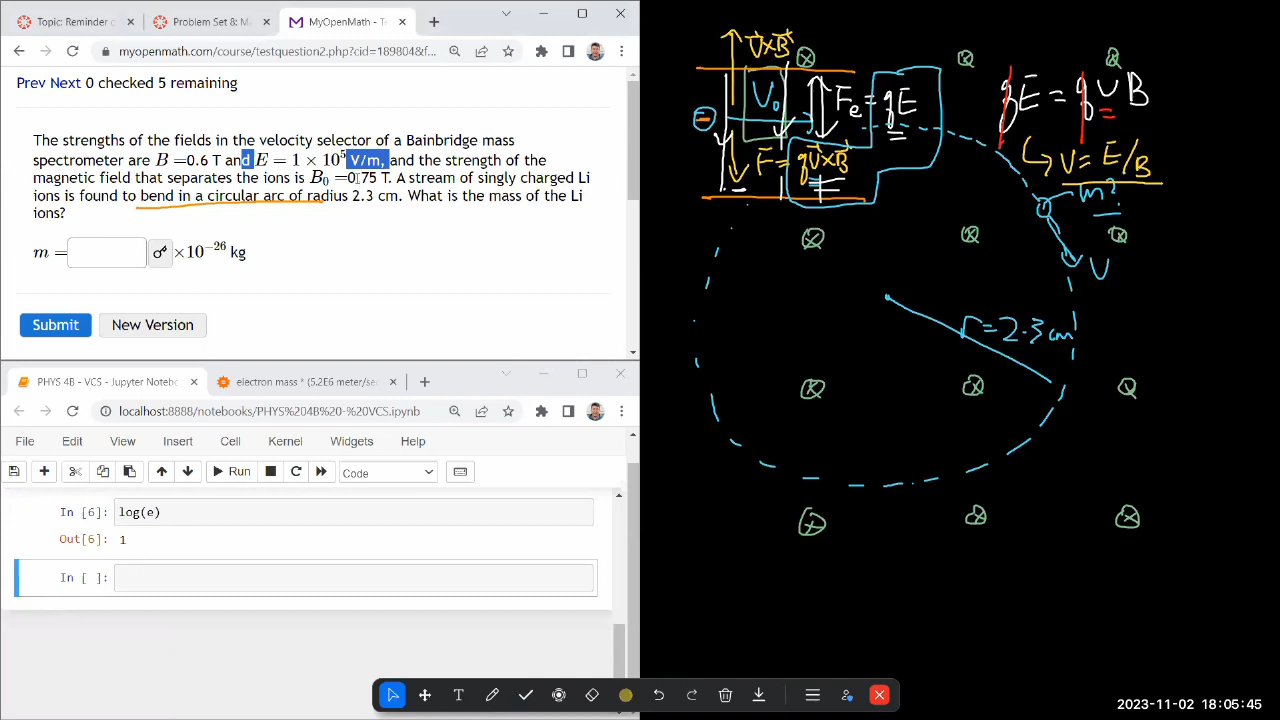 Topic: Reminder o
Problem Set 8: M
MyOpenMath - Te
myopenmath.com/course/testquestion2.php?cid=189804&f...
Prev Next 0 checked 5 remaining
The strengths of the fields in the velocity selector of a Bainbridge mass
spectrometer are B =0.6 T and E = 1 × 10⁵ V/m, and the strength of the
magnetic field that separates the ions is B₀ =0.75 T. A stream of singly charged Li
ions is found to bend in a circular arc of radius 2.3 cm. What is the mass of the Li
ions?
m =
×10⁻²⁶ kg
Submit
New Version
PHYS 4B - VCS - Jupyter Notebo
electron mass * (5.2E6 meter/sec
localhost:8888/notebooks/PHYS%204B%20-%20VCS.ipynb
File Edit View Insert Cell Kernel Widgets Help
Run
Code
In [6]: log(e)
Out[6]: 1
In [ ]:
V⃗×B⃗
V₀
Fₑ = qE
F⃗ = qV⃗×B⃗
qE = qvB
V = E/B
m?
V
r = 2.3 cm
2023-11-02 18:05:45